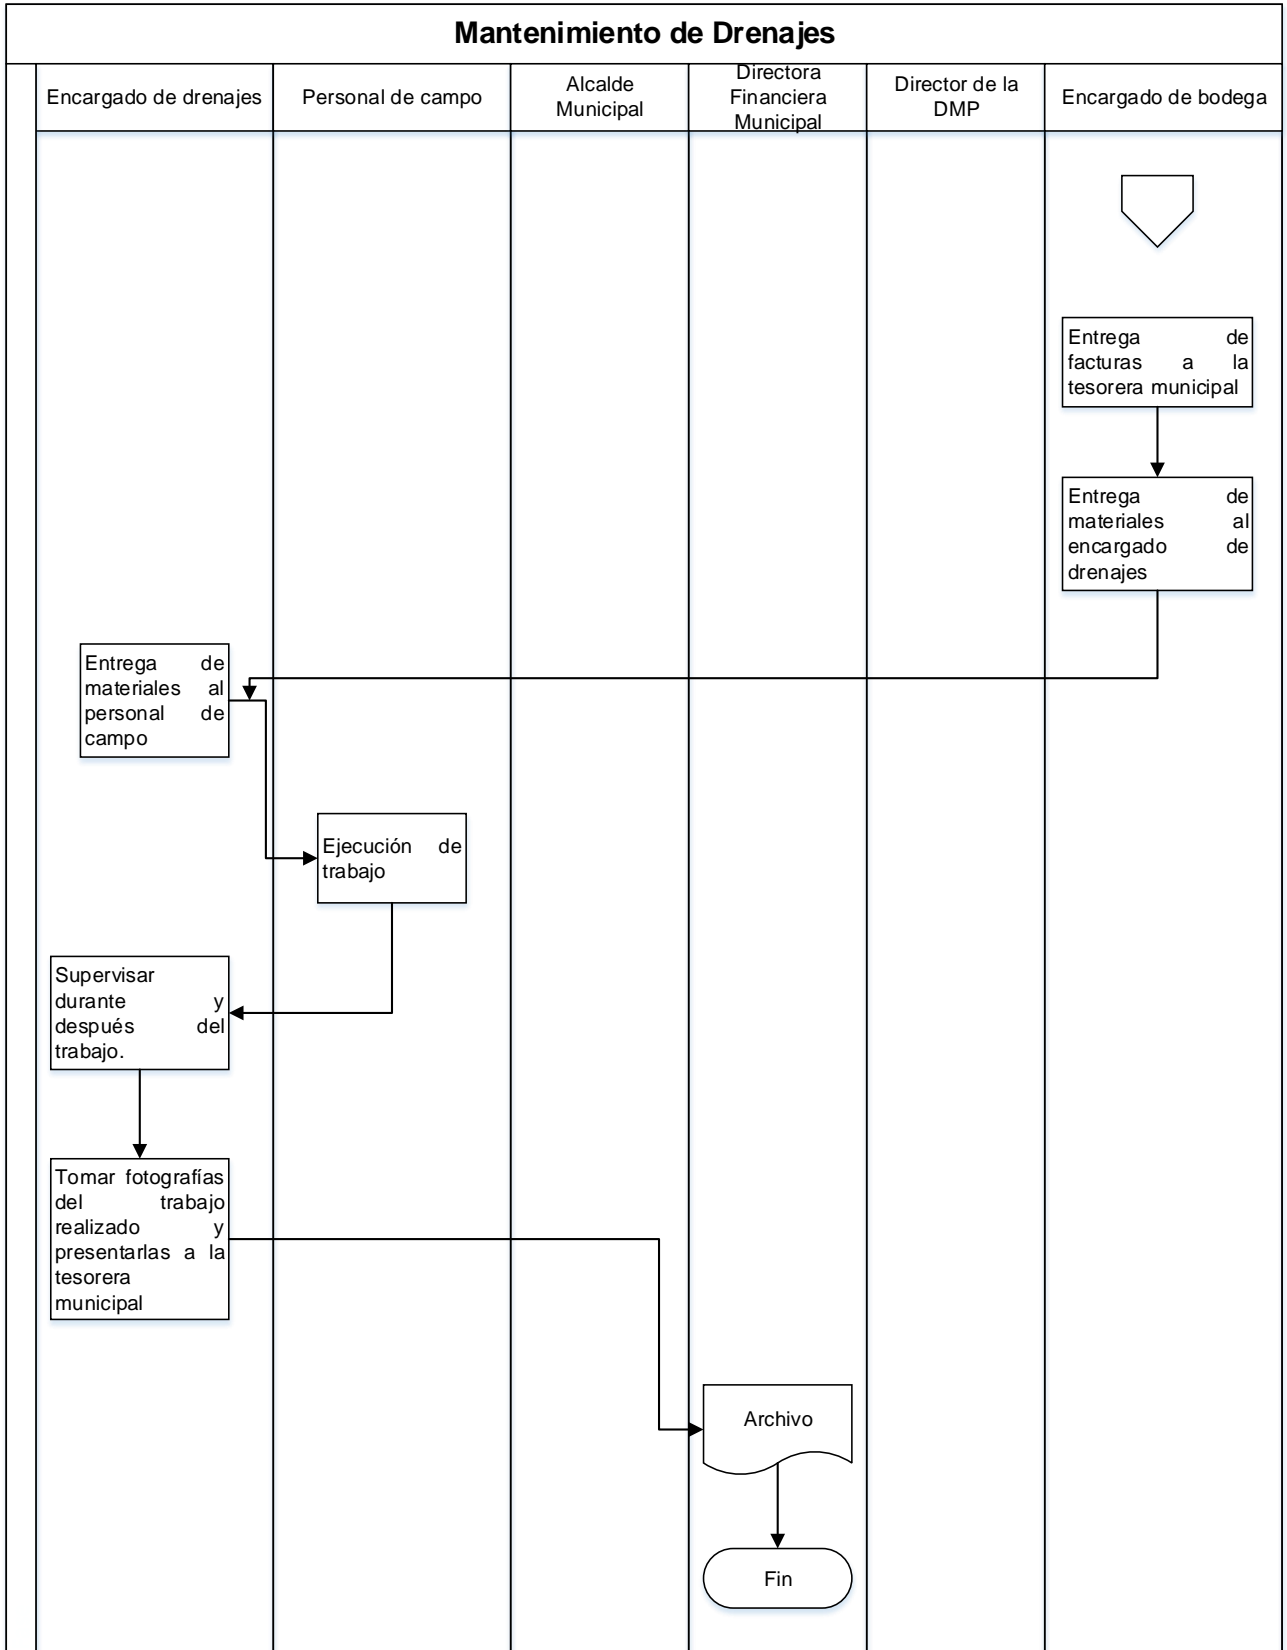 Mantenimiento de Drenajes
Encargado de drenajes
Personal de campo
Alcalde
Municipal
Directora
Financiera
Municipal
Director de la
DMP
Encargado de bodega
Entrega de
facturas a la
tesorera municipal
Entrega de
materiales al
encargado de
drenajes
Entrega de
materiales al
personal de
campo
Ejecución de
trabajo
Supervisar
durante y
después del
trabajo.
Tomar fotografías
del trabajo
realizado y
presentarlas a la
tesorera
municipal
Archivo
Fin